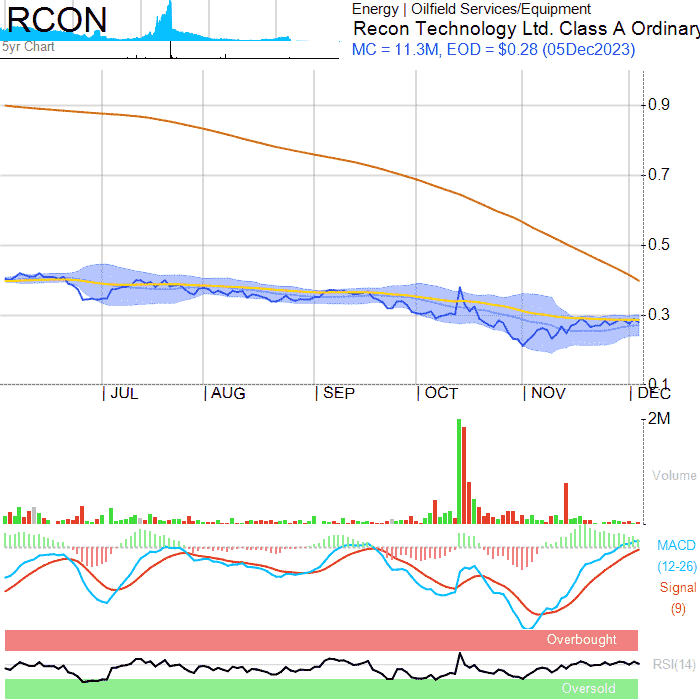 RCON
5yr Chart
Energy | Oilfield Services/Equipment
Recon Technology Ltd. Class A Ordinary
MC = 11.3M, EOD = $0.28 (05Dec2023)
0.9
0.7
0.5
0.3
0.1
| JUL | AUG | SEP | OCT | NOV | DEC
2M
Volume
MACD
(12-26)
Signal
(9)
Overbought
RSI(14)
Oversold